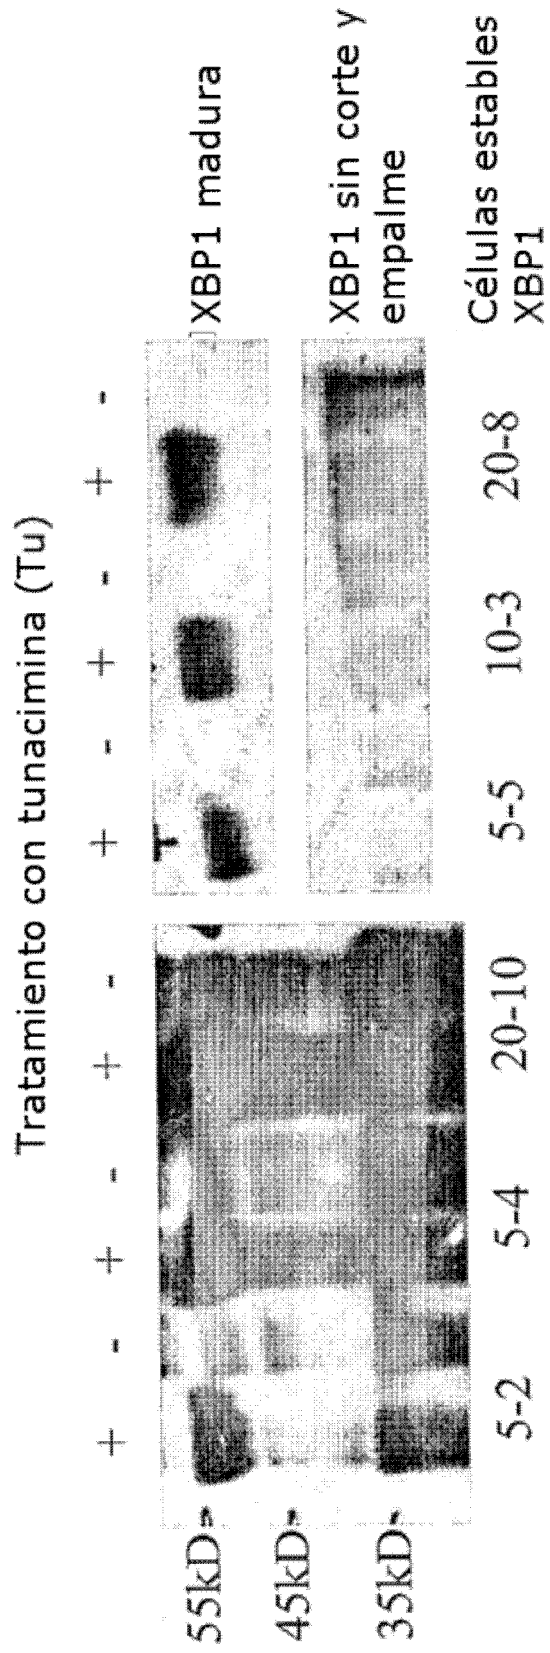 Tratamiento con tunacimina (Tu)
+ - + - + - + - + - + -
55kD
45kD
35kD
XBP1 madura
XBP1 sin corte y
empalme
5-2 5-4 20-10 5-5 10-3 20-8
Células estables
XBP1